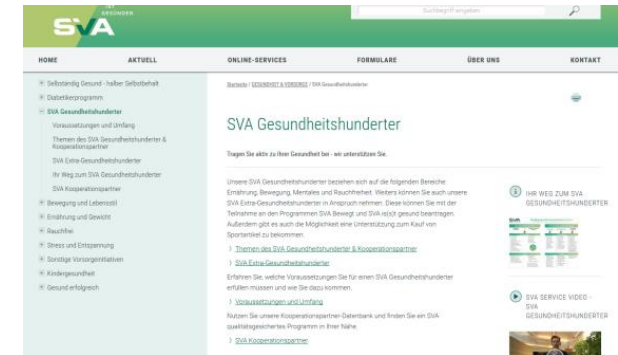 IST
GESÜNDER.
SVA
Suchbegriff eingeben
HOME AKTUELL ONLINE-SERVICES FORMULARE ÜBER UNS KONTAKT
Selbständig Gesund - halber Selbstbehalt
Diabetikerprogramm
SVA Gesundheitshunderter
Voraussetzungen und Umfang
Themen des SVA Gesundheitshunderter &
Kooperationspartner
SVA Extra-Gesundheitshunderter
Ihr Weg zum SVA Gesundheitshunderter
SVA Kooperationspartner
Bewegung und Lebensstil
Ernährung und Gewicht
Rauchfrei
Stress und Entspannung
Sonstige Vorsorgeinitiativen
Kindergesundheit
Gesund erfolgreich
Startseite / GESUNDHEIT & VORSORGE / SVA Gesundheitshunderter
SVA Gesundheitshunderter
Tragen Sie aktiv zu Ihrer Gesundheit bei - wir unterstützen Sie.
Unsere SVA Gesundheitshunderter beziehen sich auf die folgenden Bereiche
Ernährung, Bewegung, Mentales und Rauchfreiheit. Weiters können Sie auch unsere
SVA Extra-Gesundheitshunderter in Anspruch nehmen. Diese können Sie mit der
Teilnahme an den Programmen SVA Bewegt und SVA re(s)t gesund beantragen.
Außerdem gibt es auch die Möglichkeit eine Unterstützung zum Kauf von
Sportartikel zu bekommen.
Themen des SVA Gesundheitshunderter & Kooperationspartner
SVA Extra-Gesundheitshunderter
Erfahren Sie, welche Voraussetzungen Sie für einen SVA Gesundheitshunderter
erfüllen müssen und wie Sie dazu kommen.
Voraussetzungen und Umfang
Nutzen Sie unsere Kooperationspartner-Datenbank und finden Sie ein SVA
qualitätsgesichertes Programm in Ihrer Nähe.
SVA Kooperationspartner
IHR WEG ZUM SVA
GESUNDHEITSHUNDERTER
SVA SERVICE VIDEO -
SVA
GESUNDHEITSHUNDERTER